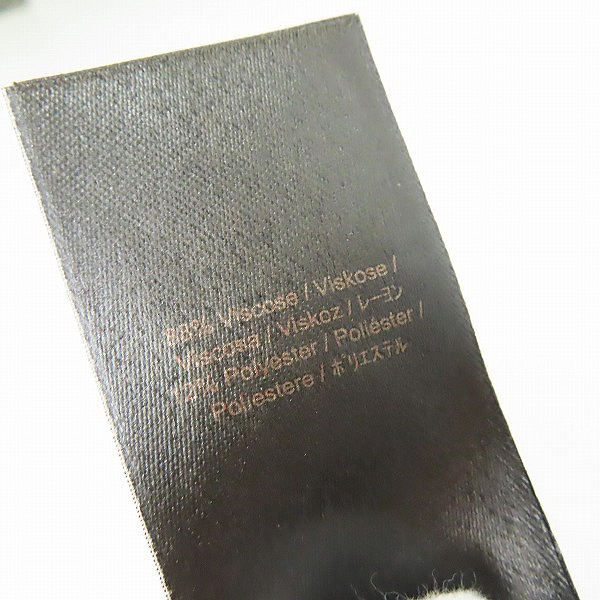 88% Viscose / Viskose /
Viscosa / Viskoz / レーヨン
12% Polyester / Poliéster /
Poliestere / ポリエステル